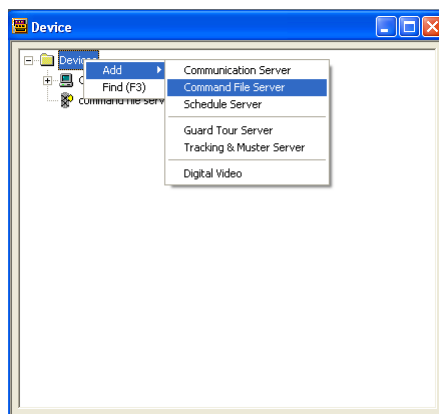 Device
Devices
Add
Find (F3)
Communication Server
Command File Server
Schedule Server
Guard Tour Server
Tracking & Muster Server
Digital Video
command file serv